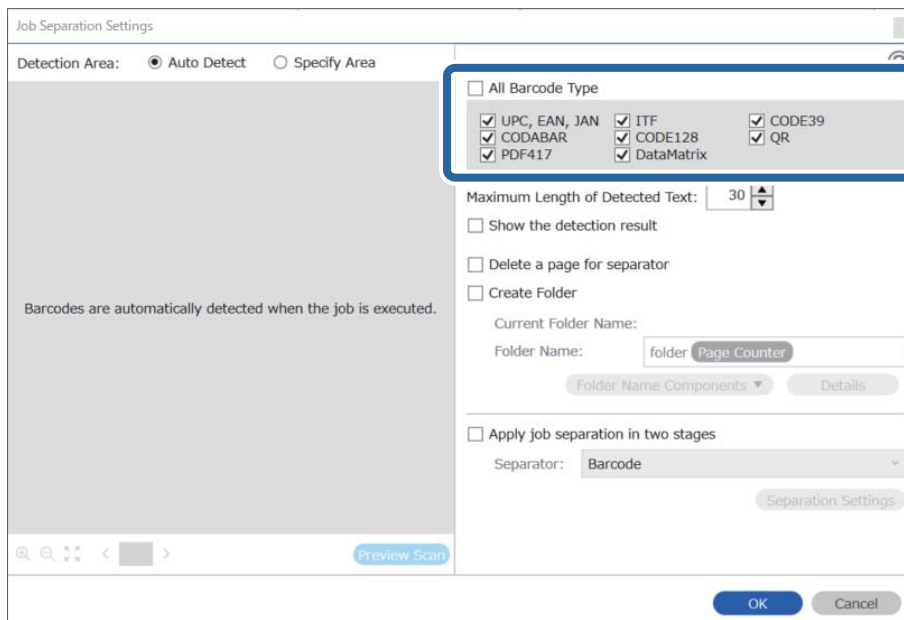 Job Separation Settings
Detection Area: Auto Detect Specify Area
All Barcode Type
UPC, EAN, JAN ITF CODE39
CODABAR CODE128 QR
PDF417 DataMatrix
Maximum Length of Detected Text: 30
Show the detection result
Delete a page for separator
Create Folder
Current Folder Name:
Folder Name: folder Page Counter
Folder Name Components Details
Barcodes are automatically detected when the job is executed.
Apply job separation in two stages
Separator: Barcode
Separation Settings
Preview Scan
OK Cancel